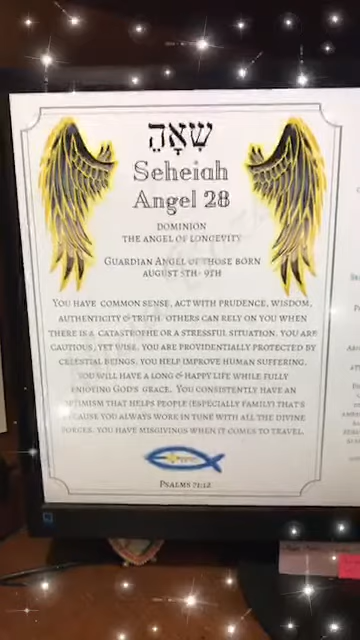 שְׂאָהֵ
Seheiah
Angel 28
Dominion
The Angel of Longevity
Guardian Angel of those born
August 5th- 9th
You have common sense, act with prudence, wisdom,
authenticity & truth. Others can rely on you when
there is a catastrophe or a stressful situation. You are
cautious, yet wise. You are providentially protected by
celestial beings. You help improve human suffering.
You will have a long & happy life while fully
enjoying God's grace. You consistently have an
optimism that helps people (especially family) that's
because you always work in tune with all the divine
forces. You have misgivings when it comes to travel.
Psalms 71:12